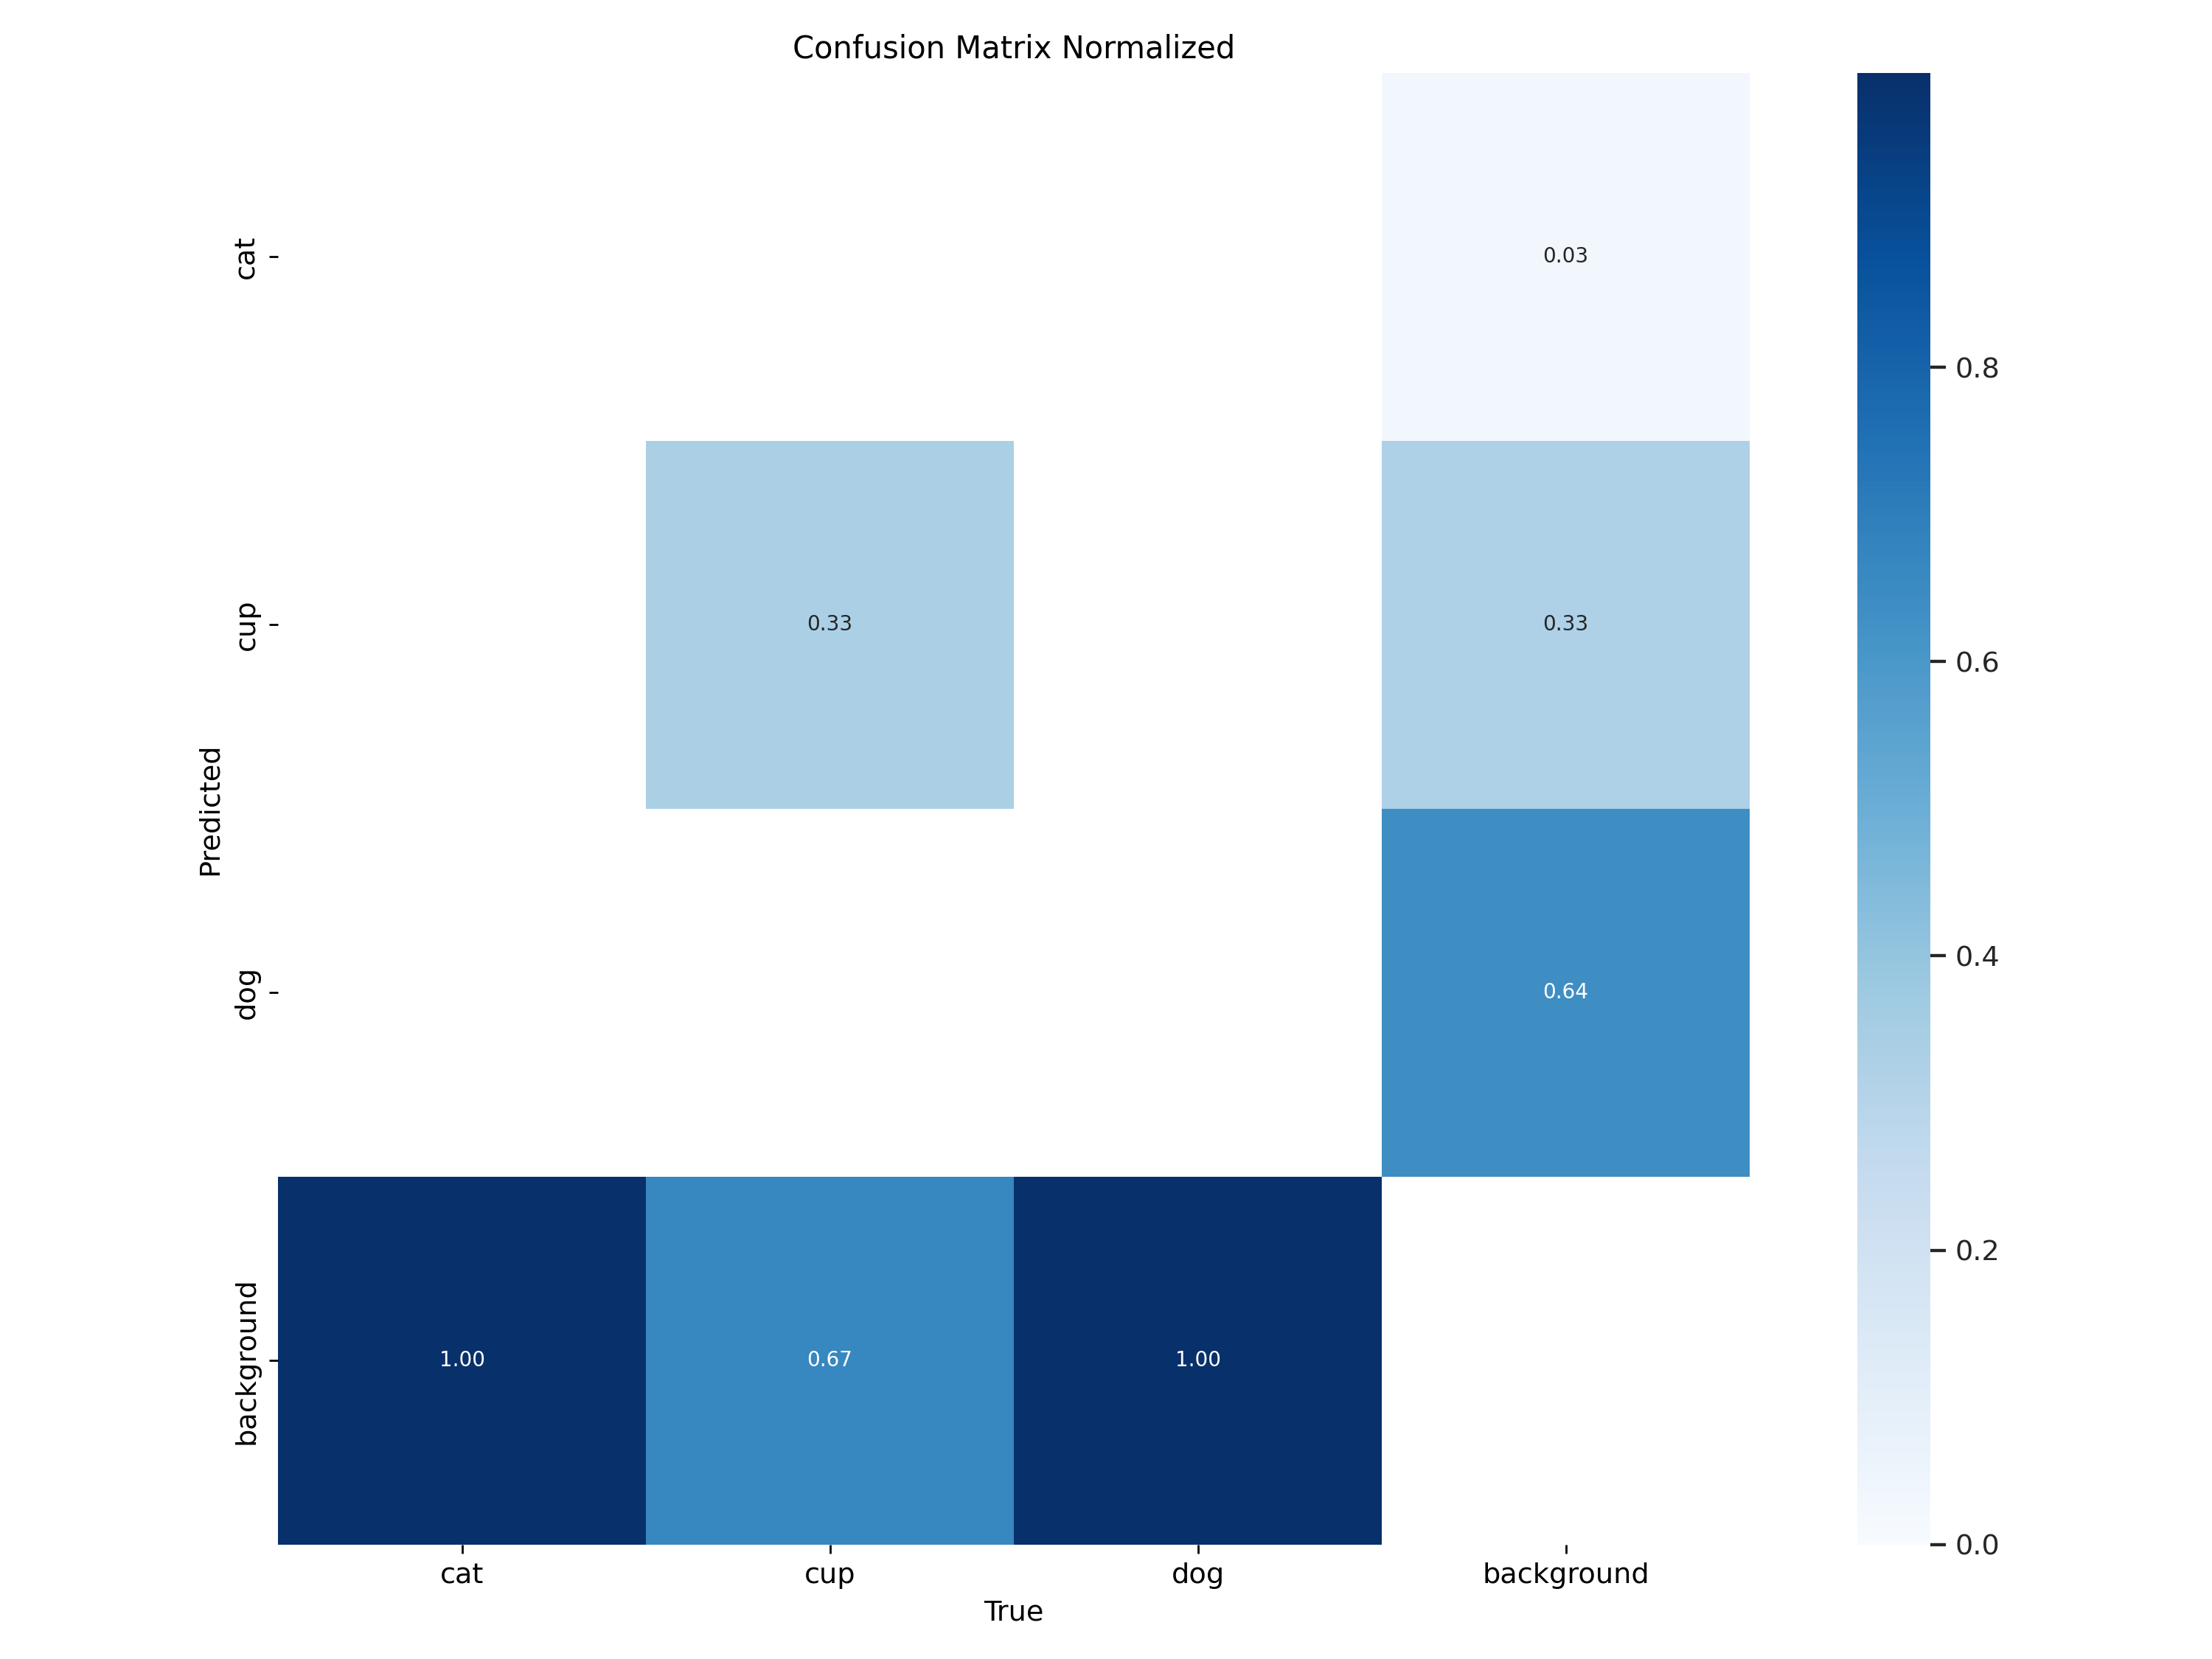 Confusion Matrix Normalized
cat
cup
dog
background
Predicted
0.03
0.33
0.33
0.64
1.00
0.67
1.00
cat
cup
dog
background
True
0.8
0.6
0.4
0.2
0.0